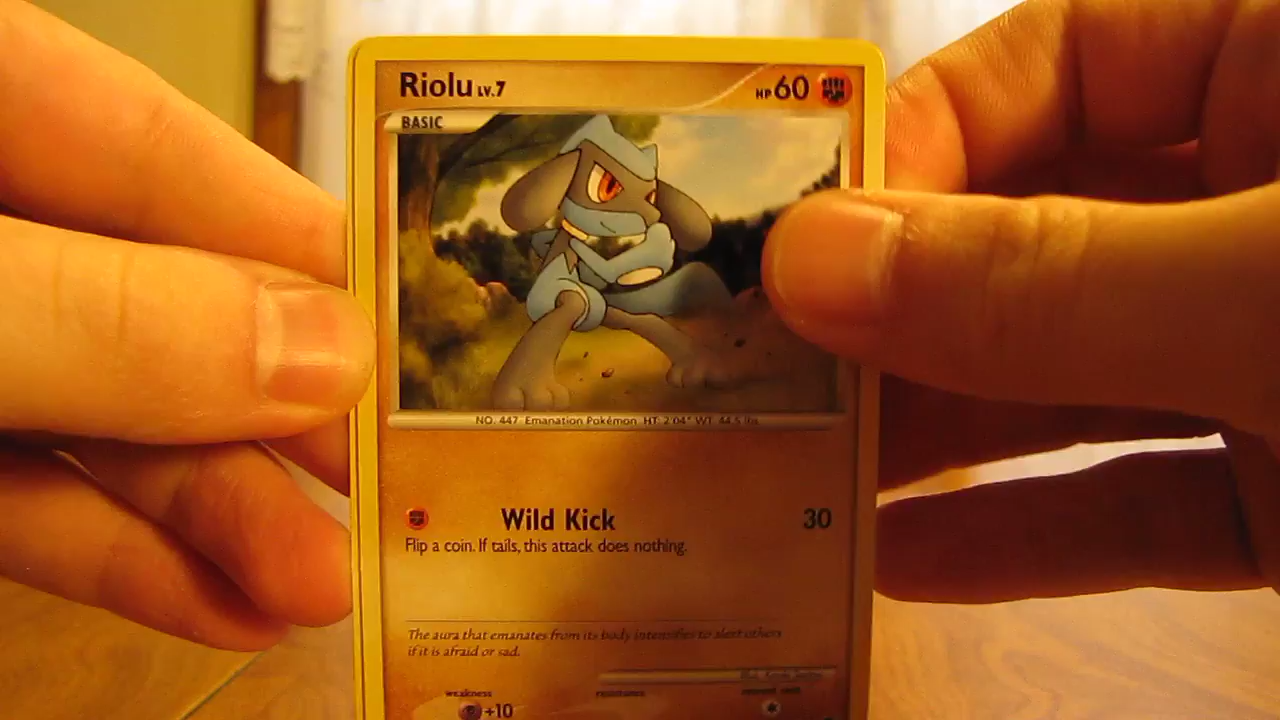 Riolu LV.7 HP 60
BASIC
NO. 447 Emanation Pokémon HT: 2'04" WT: 44.5 lbs
Wild Kick 30
Flip a coin. If tails, this attack does nothing.
The aura that emanates from its body intensifies to alert others
if it is afraid or sad.
weakness resistance retreat cost
+10